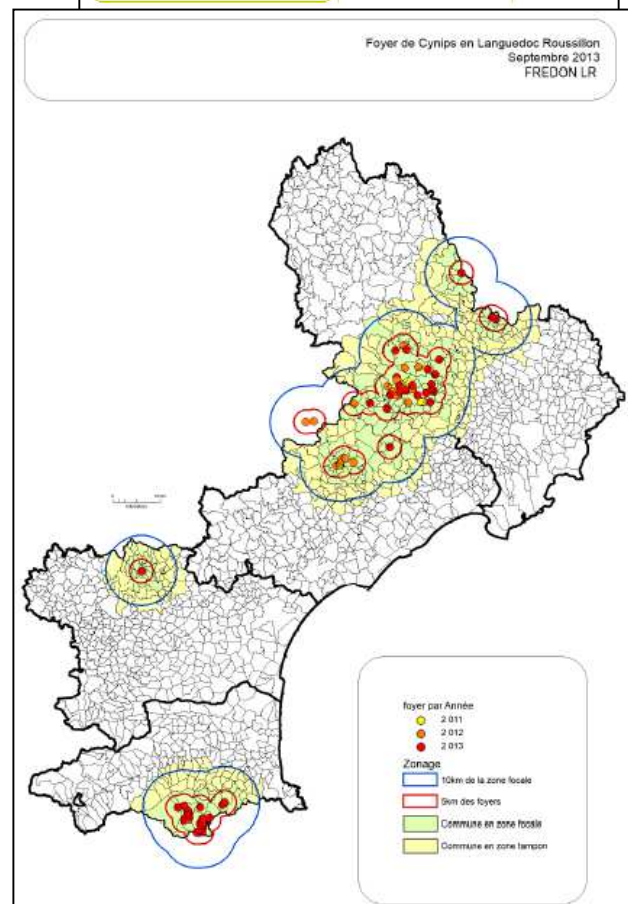 Foyer de Cynips en Languedoc Roussillon
Septembre 2013
FREDON LR
foyer par Année
2 011
2 012
2 013
Zonage
10km de la zone focale
5km des foyers
Commune en zone focale
Commune en zone tampon